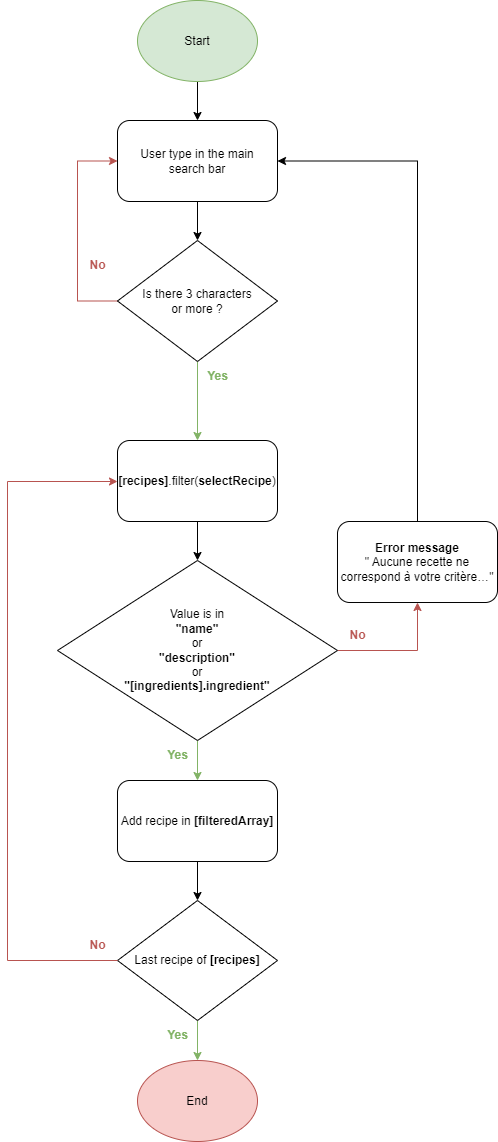 Start
User type in the main
search bar
No
Is there 3 characters
or more ?
Yes
[recipes].filter(selectRecipe)
Error message
" Aucune recette ne
correspond à votre critère…"
Value is in
"name"
or
"description"
or
"[ingredients].ingredient"
No
Yes
Add recipe in [filteredArray]
No
Last recipe of [recipes]
Yes
End